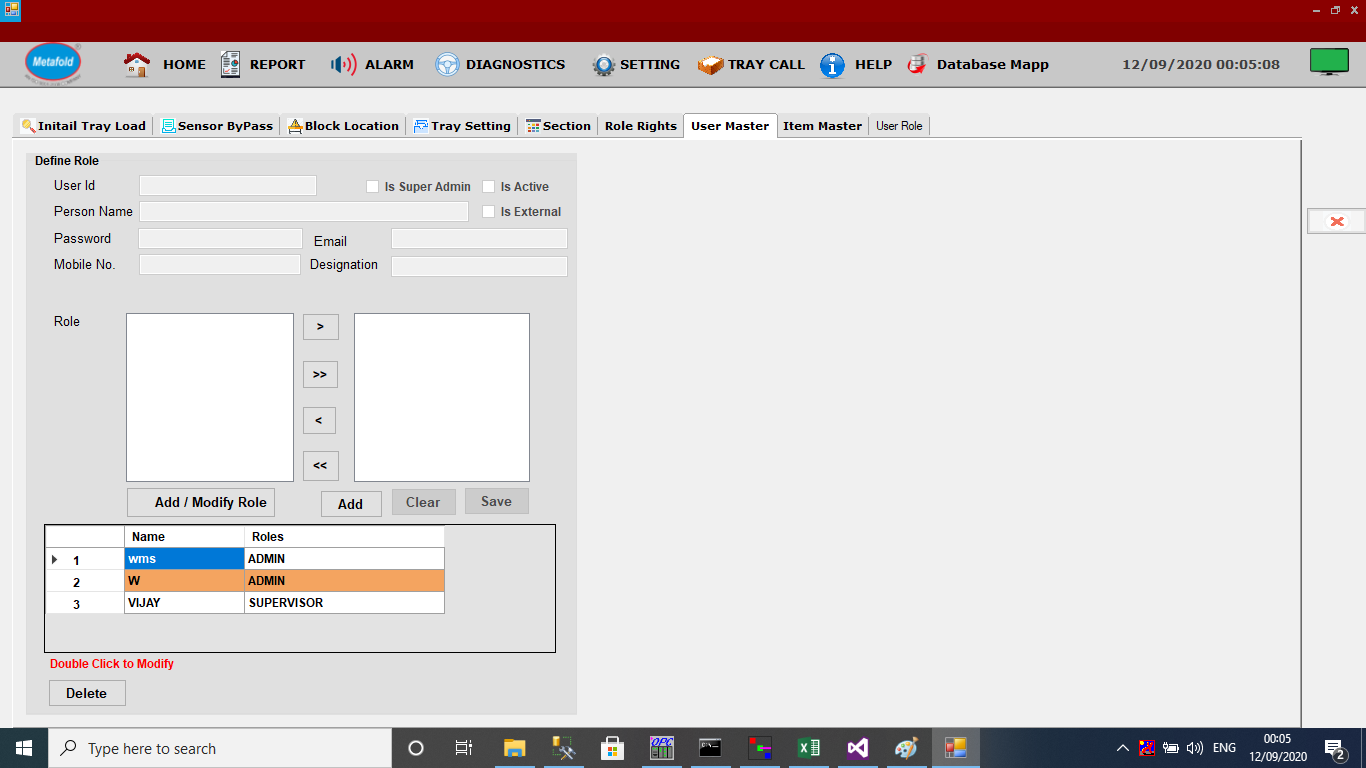 Metafold
HOME REPORT ALARM DIAGNOSTICS SETTING TRAY CALL HELP Database Mapp 12/09/2020 00:05:08
Initail Tray Load Sensor ByPass Block Location Tray Setting Section Role Rights User Master Item Master User Role
Define Role
User Id Is Super Admin Is Active
Person Name Is External
Password Email
Mobile No. Designation
Role >
>>
<
<<
Add / Modify Role Add Clear Save
Name Roles
1 wms ADMIN
2 W ADMIN
3 VIJAY SUPERVISOR
Double Click to Modify
Delete
Type here to search OPC ENG 00:05
12/09/2020 2